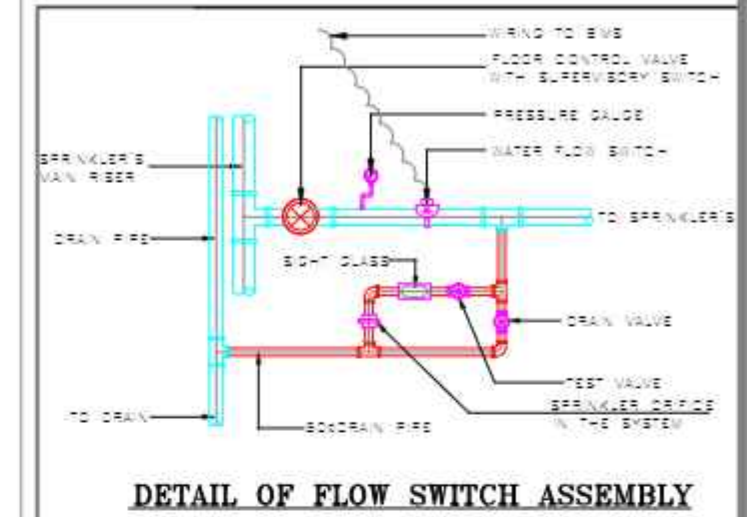 WIRING TO BMS
FLOOR CONTROL VALVE
WITH SUPERVISORY SWITCH
PRESSURE GAUGE
WATER FLOW SWITCH
SPRINKLER'S
MAIN RISER
TO SPRINKLER'S
DRAIN PIPE
SIGHT GLASS
DRAIN VALVE
TEST VALVE
SPRINKLER ORIFICE
IN THE SYSTEM
TO DRAIN
DRAIN PIPE
DETAIL OF FLOW SWITCH ASSEMBLY